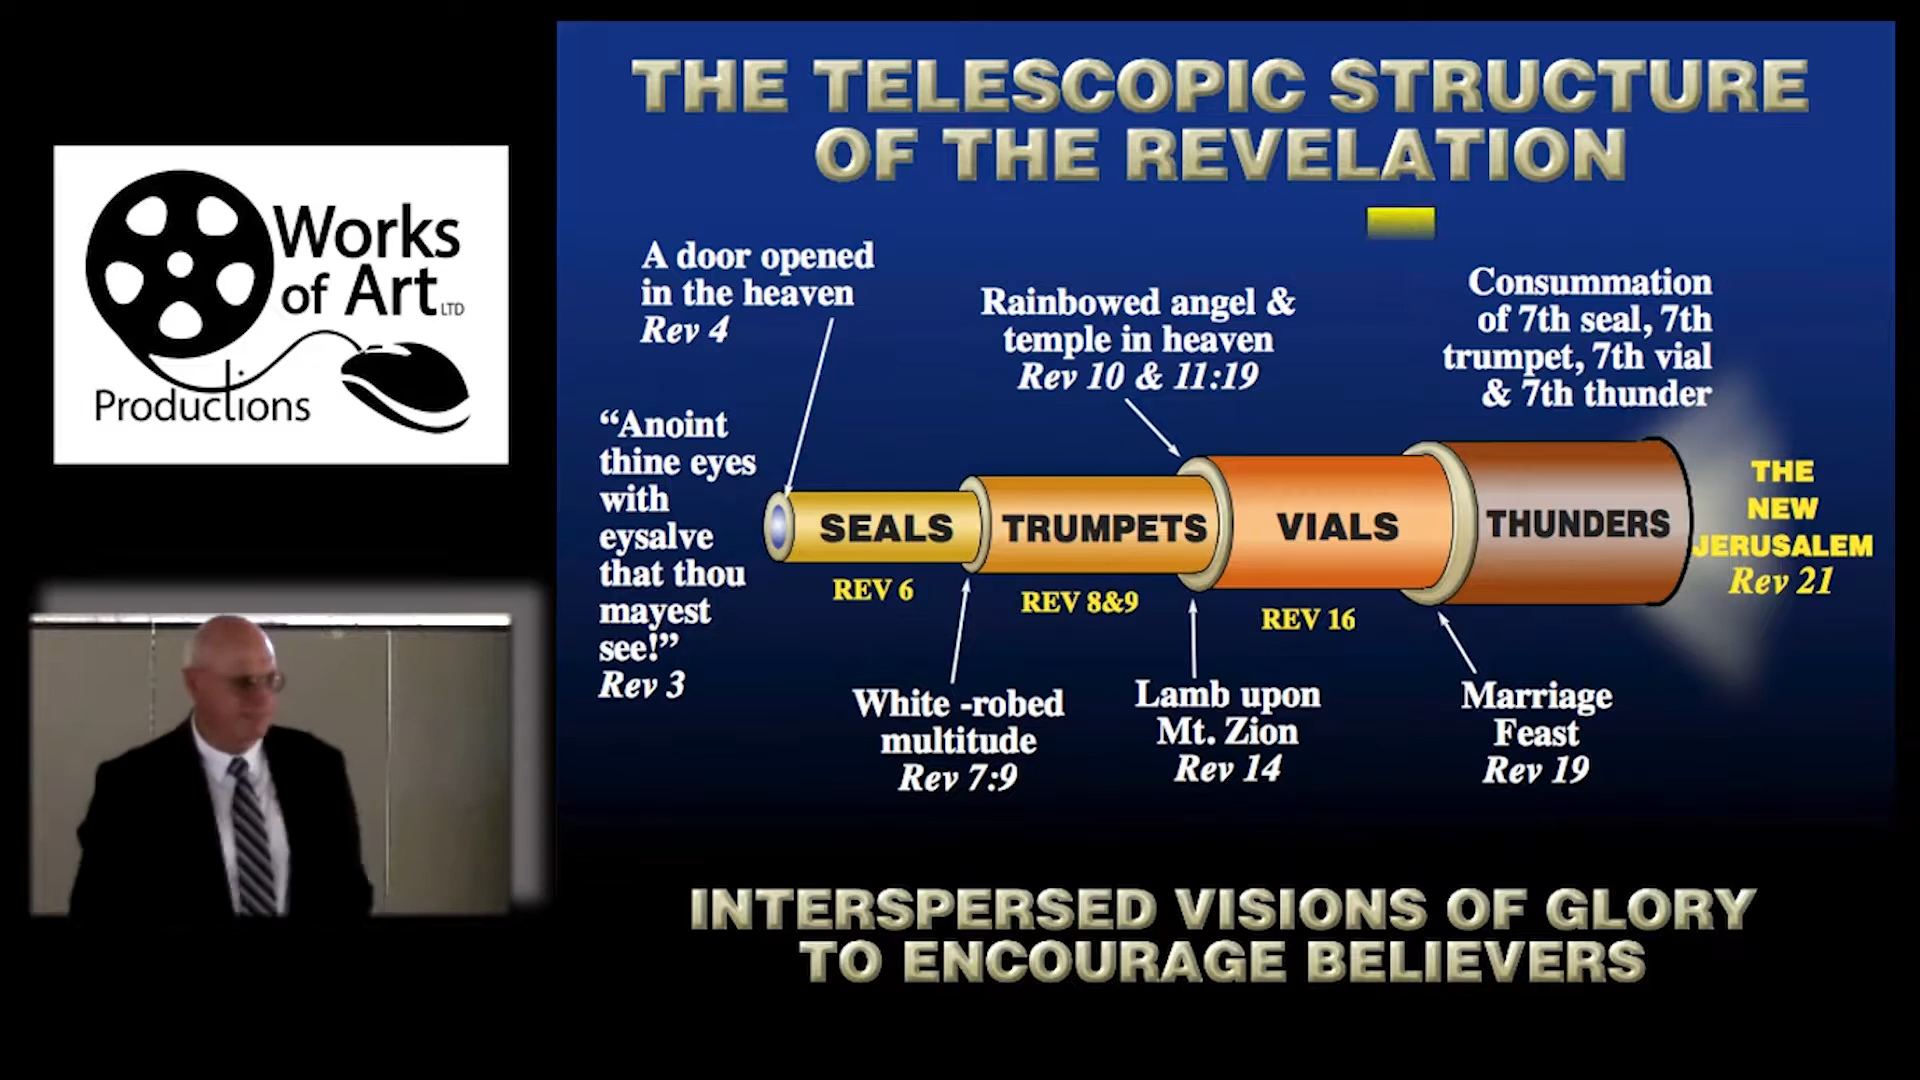 Works
of Art LTD
Productions
THE TELESCOPIC STRUCTURE
OF THE REVELATION
A door opened
in the heaven
Rev 4
Rainbowed angel &
temple in heaven
Rev 10 & 11:19
Consummation
of 7th seal, 7th
trumpet, 7th vial
& 7th thunder
“Anoint
thine eyes
with
eysalve
that thou
mayest
see!”
Rev 3
SEALS
TRUMPETS
VIALS
THUNDERS
REV 6
REV 8&9
REV 16
THE
NEW
JERUSALEM
Rev 21
White -robed
multitude
Rev 7:9
Lamb upon
Mt. Zion
Rev 14
Marriage
Feast
Rev 19
INTERSPERSED VISIONS OF GLORY
TO ENCOURAGE BELIEVERS